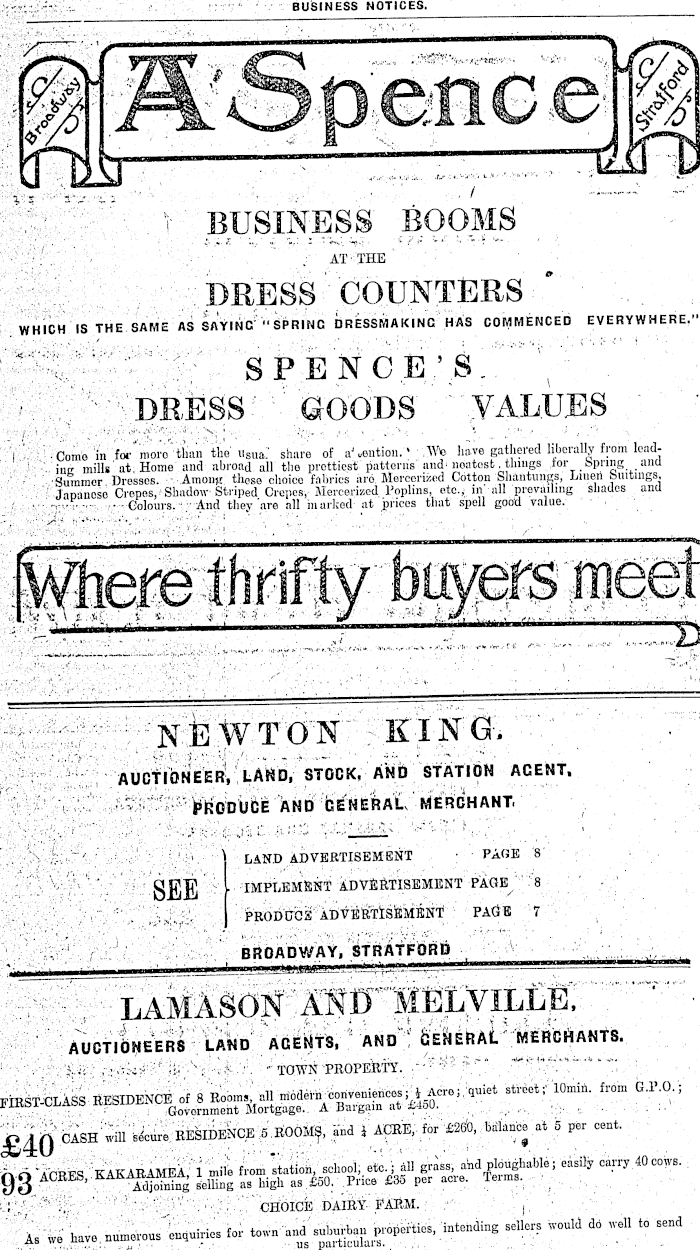 BUSINESS NOTICES.
Broadway
A Spence
Stratford
BUSINESS BOOMS
AT THE
DRESS COUNTERS
WHICH IS THE SAME AS SAYING "SPRING DRESSMAKING HAS COMMENCED EVERYWHERE."
SPENCE'S
DRESS GOODS VALUES
Come in for more than the share of We have gathered liberally from lead-
ing mills at Home and abroad all the prettiest patterns and neatest things for Spring and
Summer Dresses. Among these choice fabrics are Mercerized Cotton Shantungs, Linen Suitings,
Japanese Crepes, Shadow Striped Crepes, Mercerized Poplins, etc., in all prevailing shades and
Colours. And they are all marked at prices that spell good value.
Where thrifty buyers meet
NEWTON KING.
AUCTIONEER, LAND, STOCK, AND STATION AGENT,
PRODUCE AND GENERAL MERCHANT.
SEE
LAND ADVERTISEMENT PAGE 8
IMPLEMENT ADVERTISEMENT PAGE 8
PRODUCE ADVERTISEMENT PAGE 7
BROADWAY, STRATFORD
LAMASON AND MELVILLE,
AUCTIONEERS LAND AGENTS, AND GENERAL MERCHANTS.
TOWN PROPERTY.
FIRST-CLASS RESIDENCE of 8 Rooms, all modern conveniences; Acre; quiet street; 10min. from G.P.O.;
Government Mortgage. A Bargain at £450.
£40 CASH will secure RESIDENCE 5 ROOMS, and ACRE, for £260, balance at 5 per cent.
93 ACRES, KAKARAMEA, 1 mile from station, school, etc.; all grass, and ploughable; easily carry 40 cows.
Adjoining selling as high as £50. Price £35 per acre. Terms.
CHOICE DAIRY FARM.
As we have numerous enquiries for town and suburban properties, intending sellers would do well to send
us particulars.